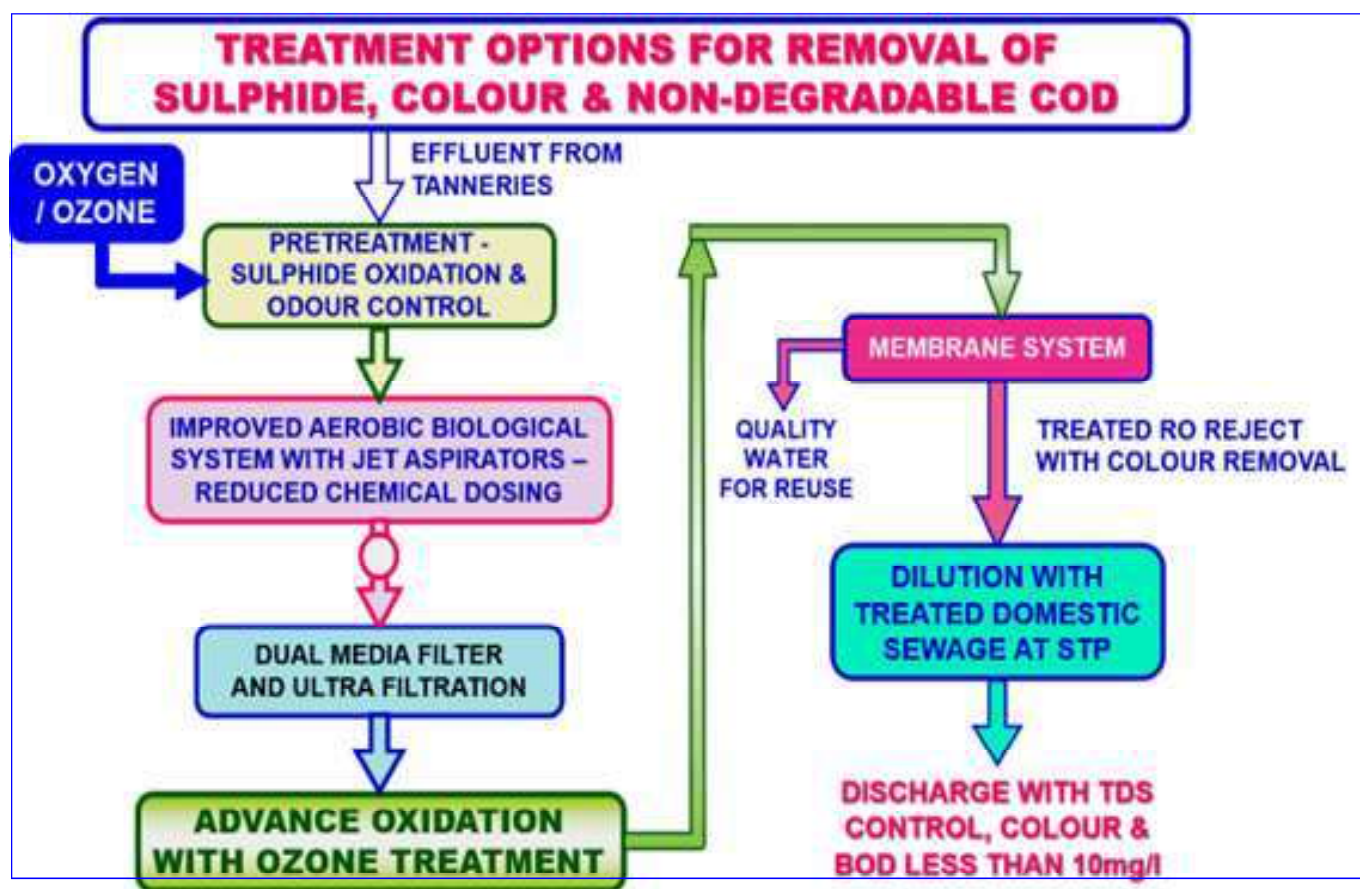 TREATMENT OPTIONS FOR REMOVAL OF
SULPHIDE, COLOUR & NON-DEGRADABLE COD
EFFLUENT FROM
TANNERIES
OXYGEN
/ OZONE
PRETREATMENT -
SULPHIDE OXIDATION &
ODOUR CONTROL
IMPROVED AEROBIC BIOLOGICAL
SYSTEM WITH JET ASPIRATORS –
REDUCED CHEMICAL DOSING
DUAL MEDIA FILTER
AND ULTRA FILTRATION
ADVANCE OXIDATION
WITH OZONE TREATMENT
MEMBRANE SYSTEM
QUALITY
WATER
FOR REUSE
TREATED RO REJECT
WITH COLOUR REMOVAL
DILUTION WITH
TREATED DOMESTIC
SEWAGE AT STP
DISCHARGE WITH TDS
CONTROL, COLOUR &
BOD LESS THAN 10mg/l